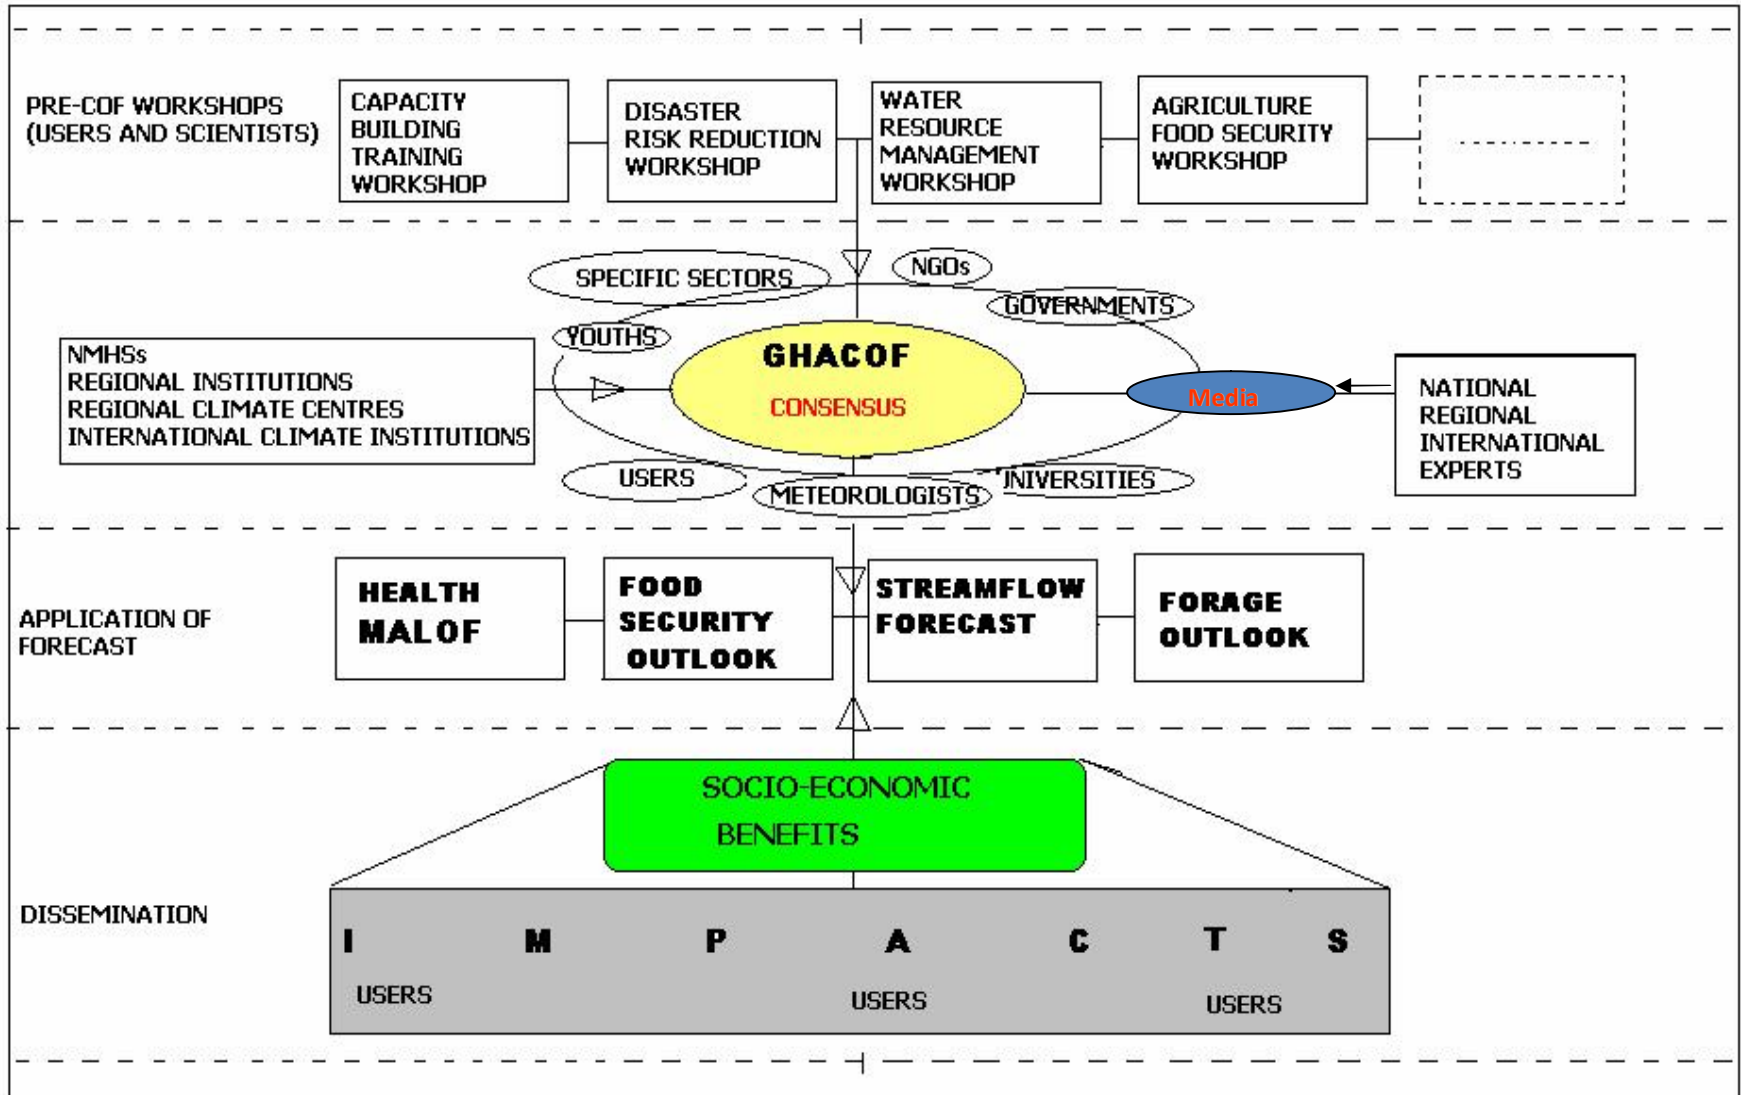 PRE-COF WORKSHOPS
(USERS AND SCIENTISTS)
CAPACITY
BUILDING
TRAINING
WORKSHOP
DISASTER
RISK REDUCTION
WORKSHOP
WATER
RESOURCE
MANAGEMENT
WORKSHOP
AGRICULTURE
FOOD SECURITY
WORKSHOP
SPECIFIC SECTORS
NGOs
GOVERNMENTS
YOUTHS
NMHSs
REGIONAL INSTITUTIONS
REGIONAL CLIMATE CENTRES
INTERNATIONAL CLIMATE INSTITUTIONS
GHACOF
CONSENSUS
Media
NATIONAL
REGIONAL
INTERNATIONAL
EXPERTS
USERS
METEOROLOGISTS
UNIVERSITIES
APPLICATION OF
FORECAST
HEALTH
MALOF
FOOD
SECURITY
OUTLOOK
STREAMFLOW
FORECAST
FORAGE
OUTLOOK
SOCIO-ECONOMIC
BENEFITS
DISSEMINATION
I M P A C T S
USERS USERS USERS